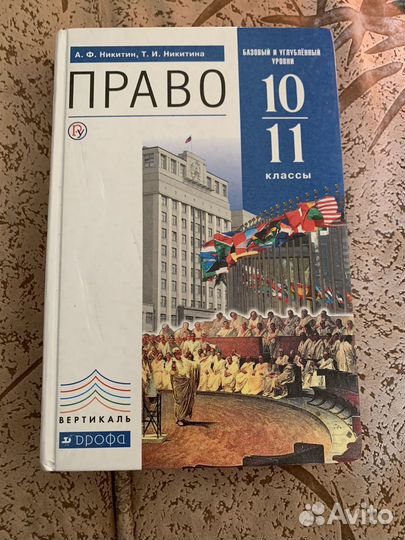 А. Ф. Никитин, Т. И. Никитина
БАЗОВЫЙ И УГЛУБЛЁННЫЙ
УРОВНИ
ПРАВО
10
11
классы
ВЕРТИКАЛЬ
дрофа
Avito